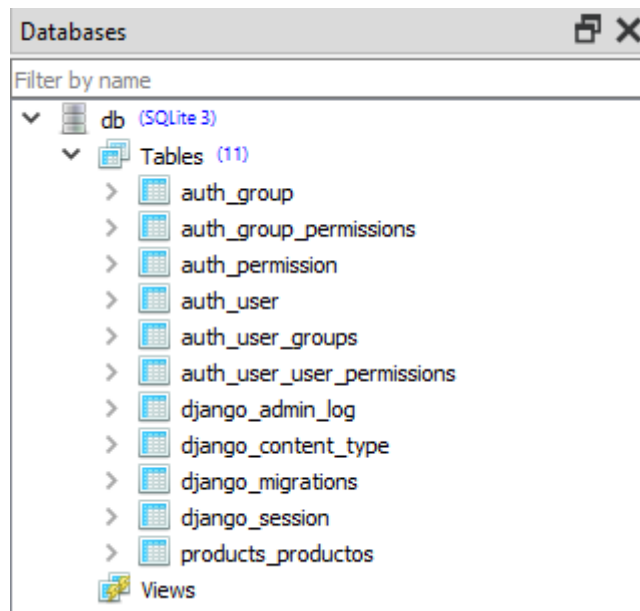 Databases
Filter by name
db (SQLite 3)
Tables (11)
auth_group
auth_group_permissions
auth_permission
auth_user
auth_user_groups
auth_user_user_permissions
django_admin_log
django_content_type
django_migrations
django_session
products_productos
Views